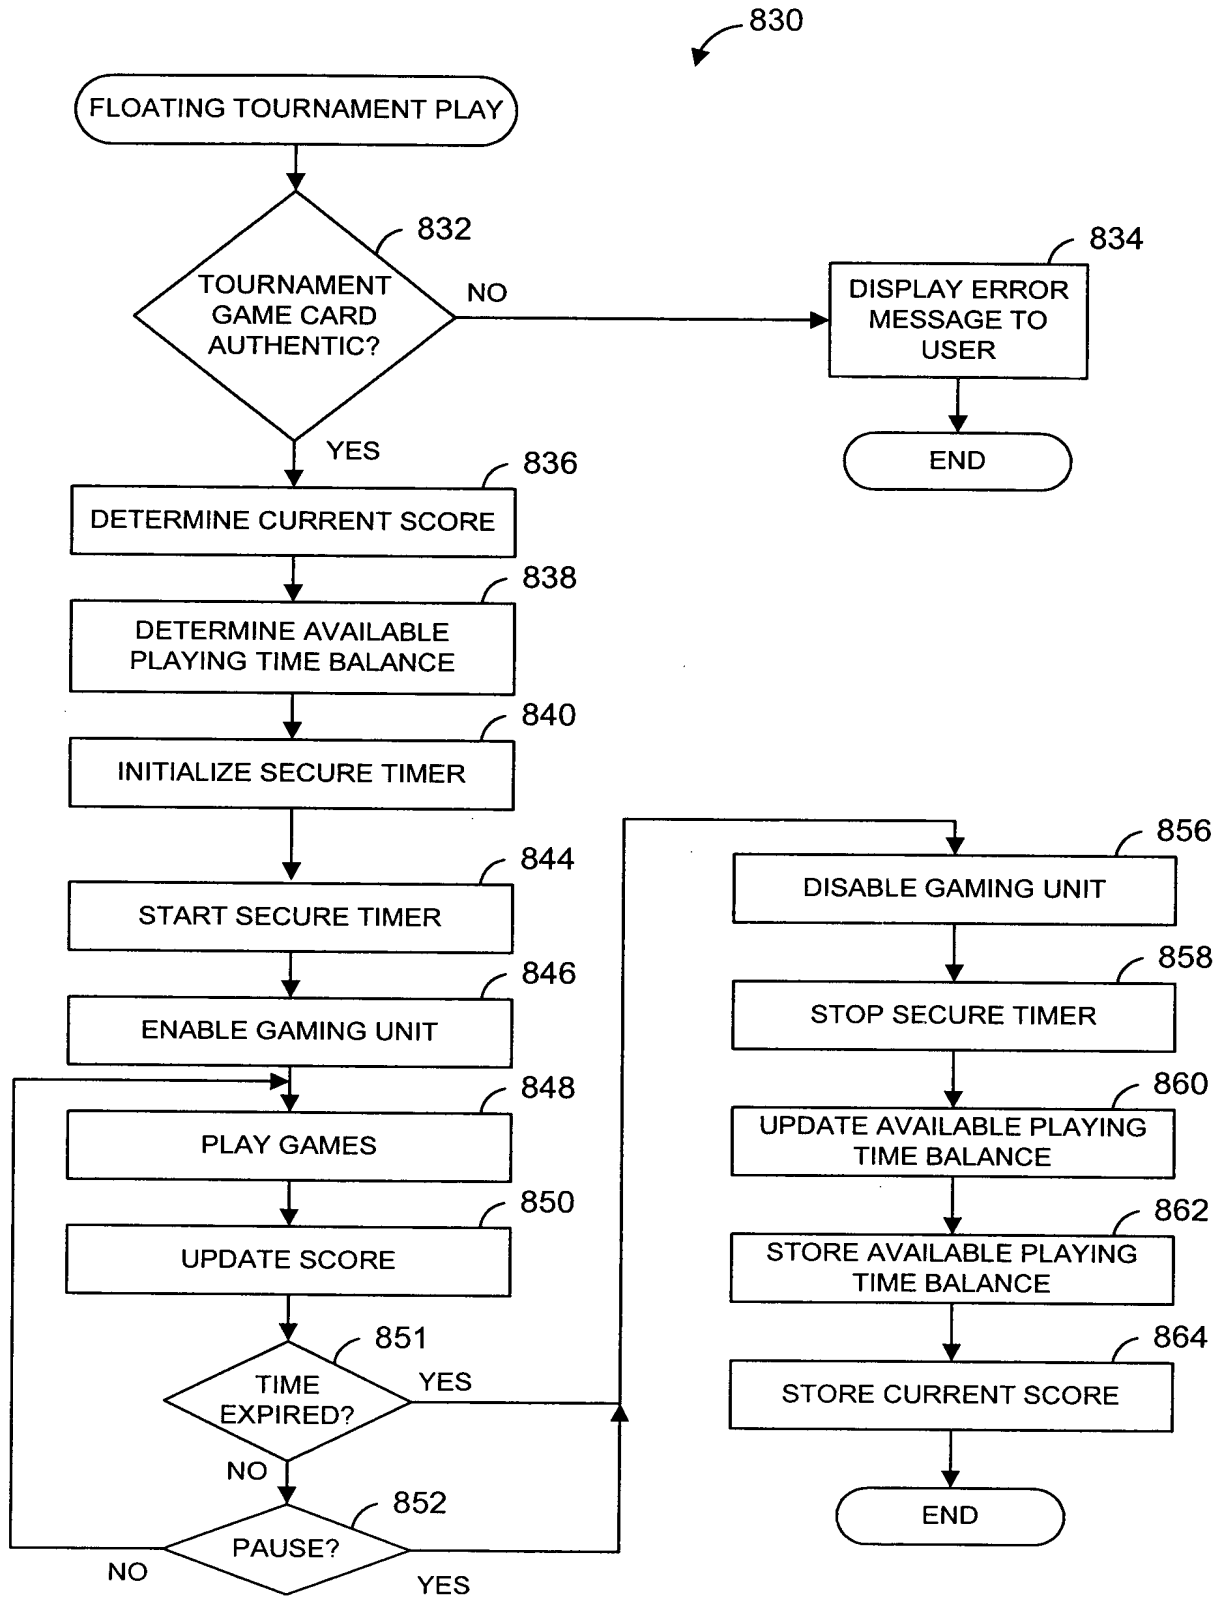 830
FLOATING TOURNAMENT PLAY
832
TOURNAMENT
GAME CARD
AUTHENTIC?
NO
834
DISPLAY ERROR
MESSAGE TO
USER
END
YES
836
DETERMINE CURRENT SCORE
838
DETERMINE AVAILABLE
PLAYING TIME BALANCE
840
INITIALIZE SECURE TIMER
844
START SECURE TIMER
846
ENABLE GAMING UNIT
848
PLAY GAMES
850
UPDATE SCORE
851
TIME
EXPIRED?
YES
NO
852
PAUSE?
NO
YES
856
DISABLE GAMING UNIT
858
STOP SECURE TIMER
860
UPDATE AVAILABLE PLAYING
TIME BALANCE
862
STORE AVAILABLE PLAYING
TIME BALANCE
864
STORE CURRENT SCORE
END